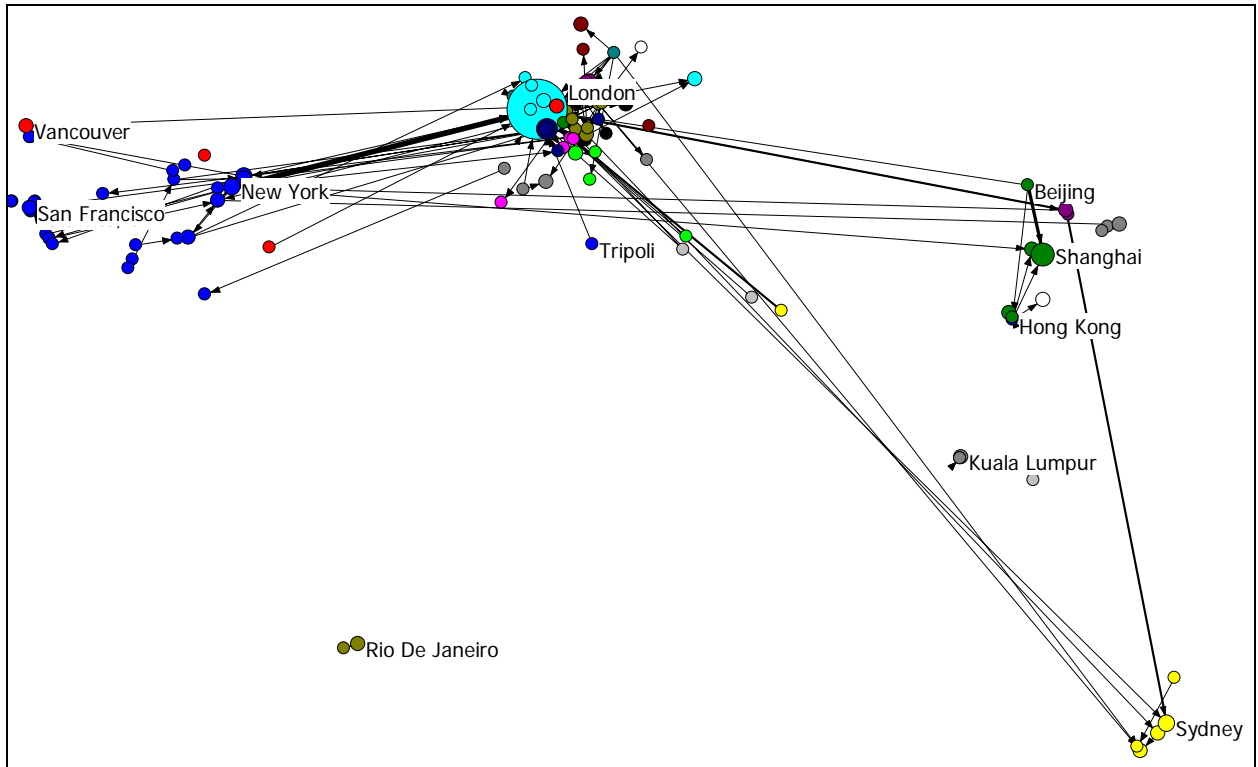 London
Vancouver
New York
Beijing
San Francisco
Tripoli
Shanghai
Hong Kong
Kuala Lumpur
Rio De Janeiro
Sydney